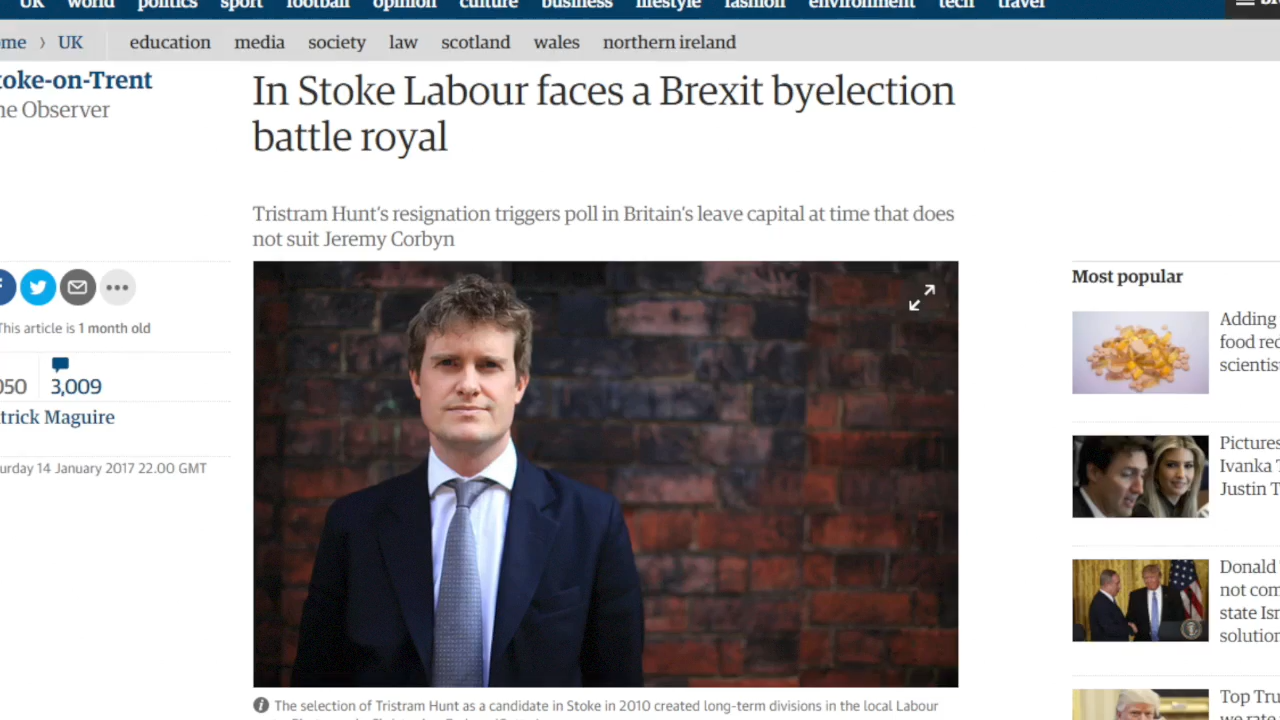 UK world politics sport football opinion culture business lifestyle fashion environment tech travel
ome › UK education media society law scotland wales northern ireland
toke-on-Trent
he Observer
In Stoke Labour faces a Brexit byelection
battle royal
Tristram Hunt's resignation triggers poll in Britain's leave capital at time that does
not suit Jeremy Corbyn
This article is 1 month old
050 3,009
trick Maguire
urday 14 January 2017 22.00 GMT
The selection of Tristram Hunt as a candidate in Stoke in 2010 created long-term divisions in the local Labour
Most popular
Adding
food rec
scientis
Pictures
Ivanka T
Justin T
Donald
not com
state Isr
solution
Top Tru
we rate